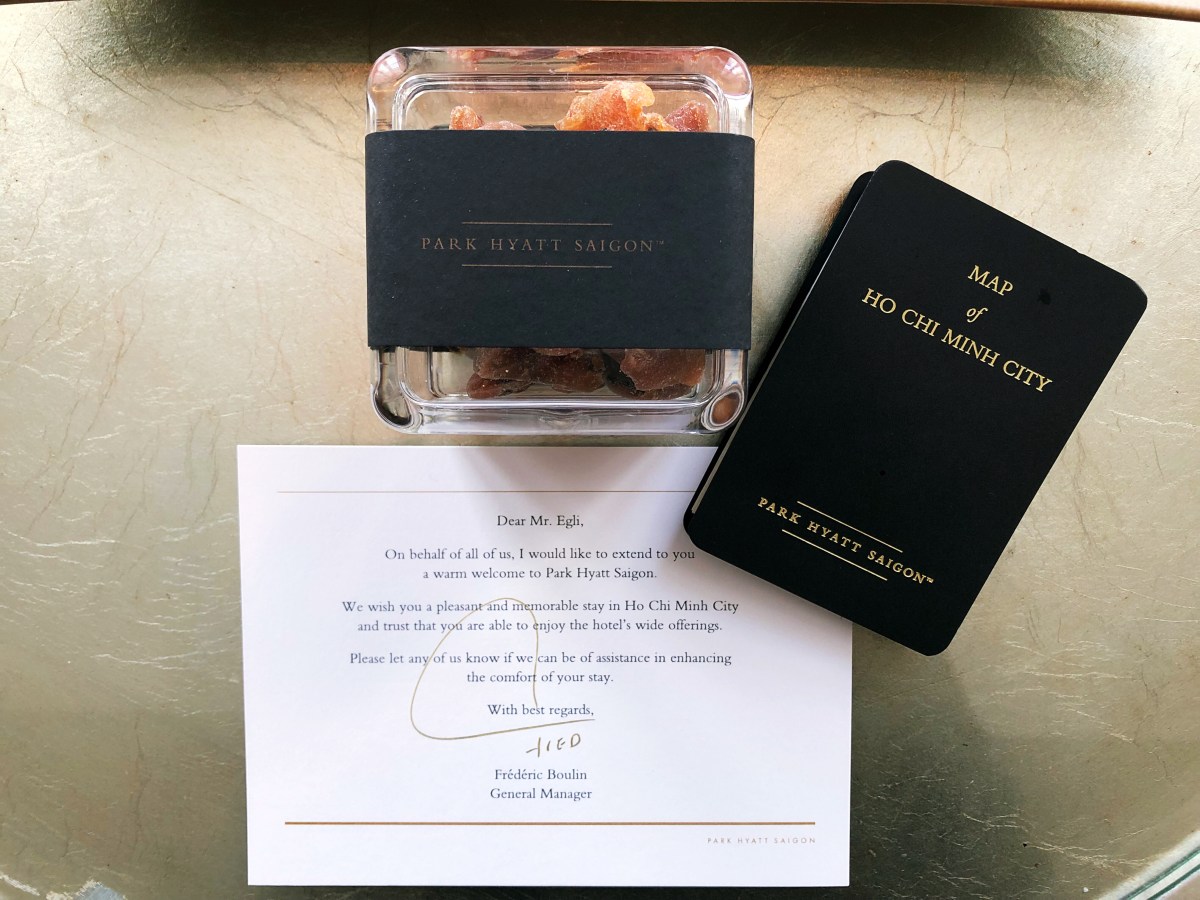 PARK HYATT SAIGON™
MAP
of
HO CHI MINH CITY
PARK HYATT SAIGON™
Dear Mr. Egli,
On behalf of all of us, I would like to extend to you
a warm welcome to Park Hyatt Saigon.
We wish you a pleasant and memorable stay in Ho Chi Minh City
and trust that you are able to enjoy the hotel's wide offerings.
Please let any of us know if we can be of assistance in enhancing
the comfort of your stay.
With best regards,
Frédéric Boulin
General Manager
PARK HYATT SAIGON